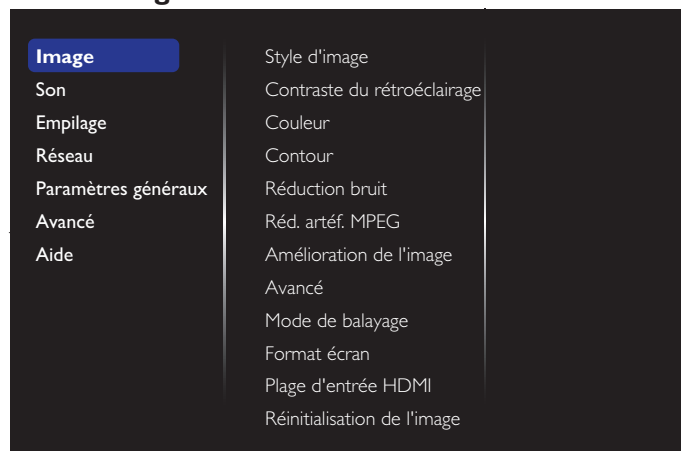 Image
Son
Empilage
Réseau
Paramètres généraux
Avancé
Aide
Style d'image
Contraste du rétroéclairage
Couleur
Contour
Réduction bruit
Réd. artéf. MPEG
Amélioration de l'image
Avancé
Mode de balayage
Format écran
Plage d'entrée HDMI
Réinitialisation de l'image